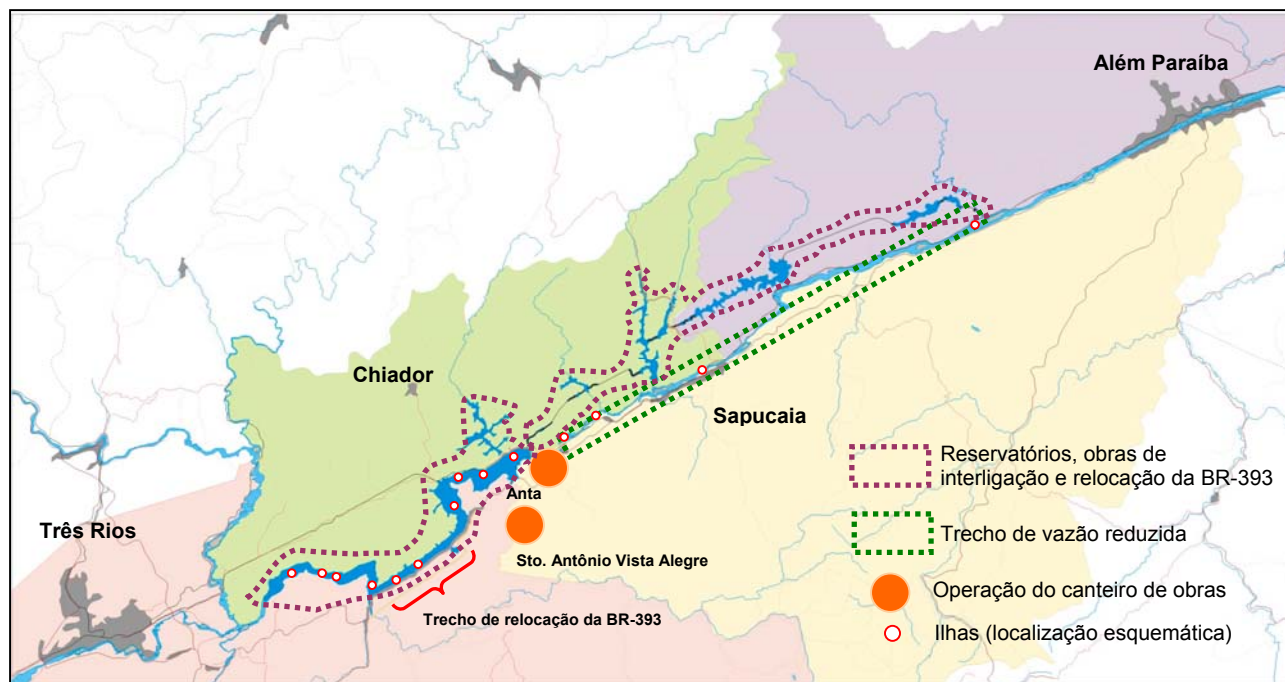 Além Paraíba
Chiador
Sapucaia
Três Rios
Anta
Sto. Antônio Vista Alegre
Trecho de relocação da BR-393
Reservatórios, obras de
interligação e relocação da BR-393
Trecho de vazão reduzida
Operação do canteiro de obras
Ilhas (localização esquemática)